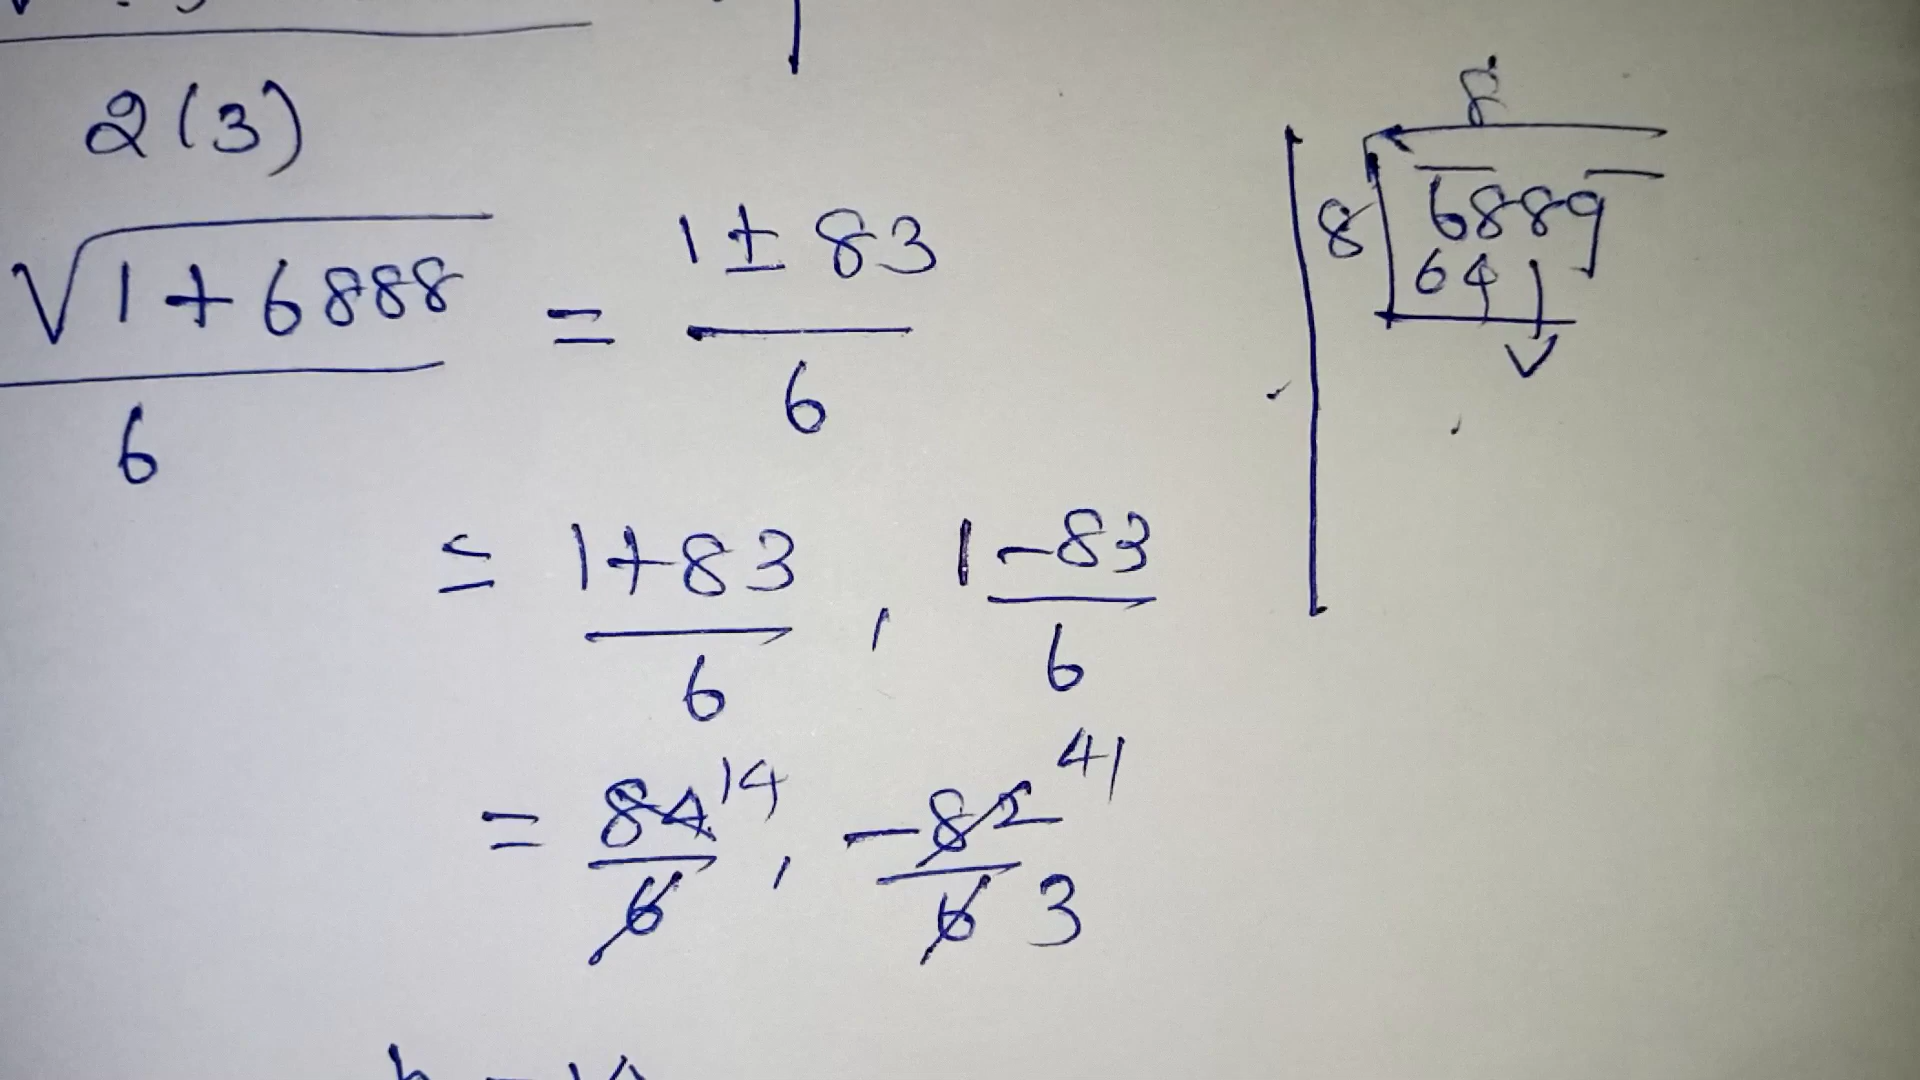 2(3)
√1+6888 / 6 = 1 ± 83 / 6
= 1+83 / 6 , 1-83 / 6
= 84 14 / 6 , -82 41 / 6 3
8
8 6889
64